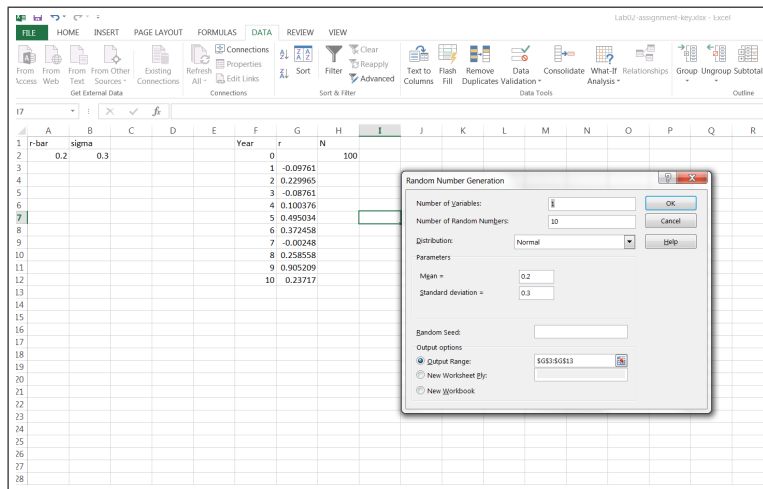 Lab02-assignment-key.xlsx - Excel
FILE HOME INSERT PAGE LAYOUT FORMULAS DATA REVIEW VIEW
From Access
From Web
From Text
From Other Sources
Existing Connections
Refresh All
Connections
Properties
Edit Links
Sort
Filter
Clear
Reapply
Advanced
Text to Columns
Flash Fill
Remove Duplicates
Data Validation
Consolidate
What-If Analysis
Relationships
Group
Ungroup
Subtotal
Get External Data Connections Sort & Filter Data Tools Outline
I7 fx
A B C D E F G H I J K L M N O P Q R
1 r-bar sigma Year r N
2 0.2 0.3 0 100
3 1 -0.09761
4 2 0.229965
5 3 -0.08761
6 4 0.100376
7 5 0.495034
8 6 0.372458
9 7 -0.00248
10 8 0.258558
11 9 0.905209
12 10 0.23717
13
14
15
16
17
18
19
20
21
22
23
24
25
26
27
28
Random Number Generation
Number of Variables: 1
OK
Number of Random Numbers: 10
Cancel
Distribution: Normal
Help
Parameters
Mean = 0.2
Standard deviation = 0.3
Random Seed:
Output options
Output Range: $G$3:$G$13
New Worksheet Ply:
New Workbook